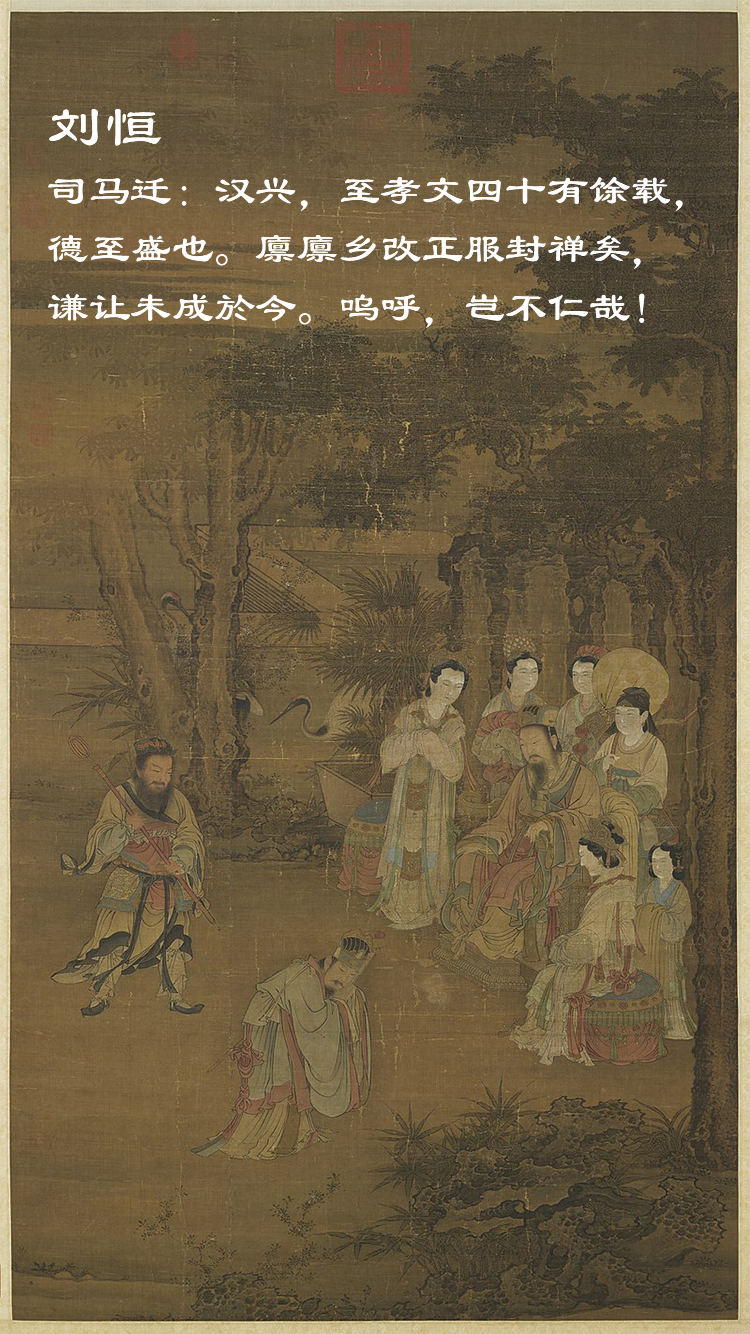 刘恒
司马迁：汉兴，至孝文四十有馀载，
德至盛也。廪廪乡改正服封禅矣，
谦让未成於今。呜呼，岂不仁哉！